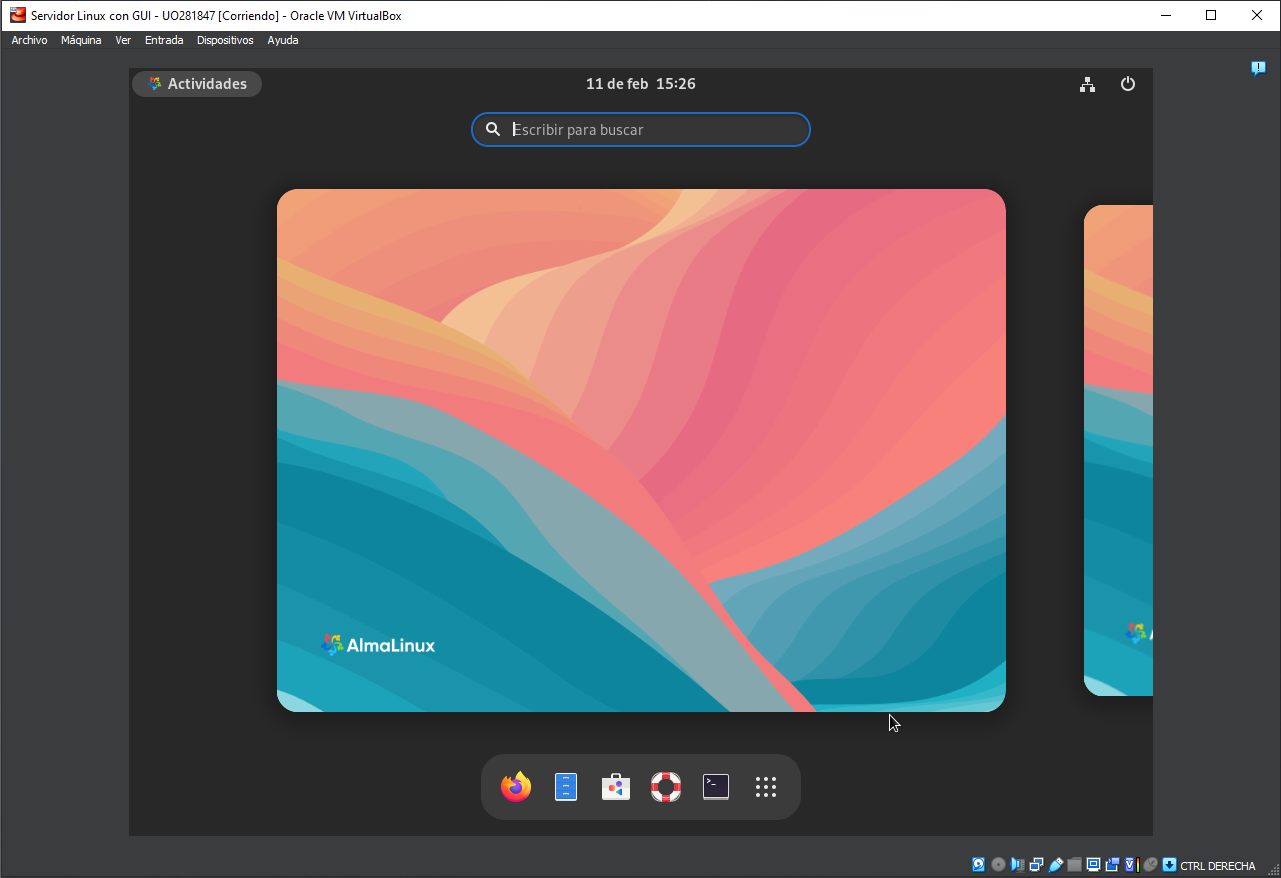 Servidor Linux con GUI - UO281847 [Corriendo] - Oracle VM VirtualBox
Archivo Máquina Ver Entrada Dispositivos Ayuda
Actividades 11 de feb 15:26
Escribir para buscar
AlmaLinux
CTRL DERECHA